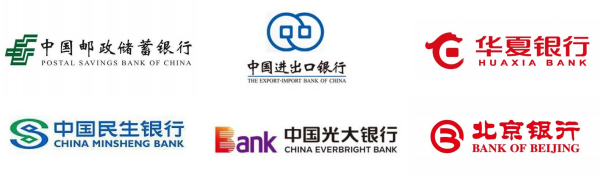 中国邮政储蓄银行
POSTAL SAVINGS BANK OF CHINA
中国进出口银行
THE EXPORT-IMPORT BANK OF CHINA
华夏银行
HUAXIA BANK
中国民生银行
CHINA MINSHENG BANK
Bank 中国光大银行
CHINA EVERBRIGHT BANK
北京银行
BANK OF BEIJING